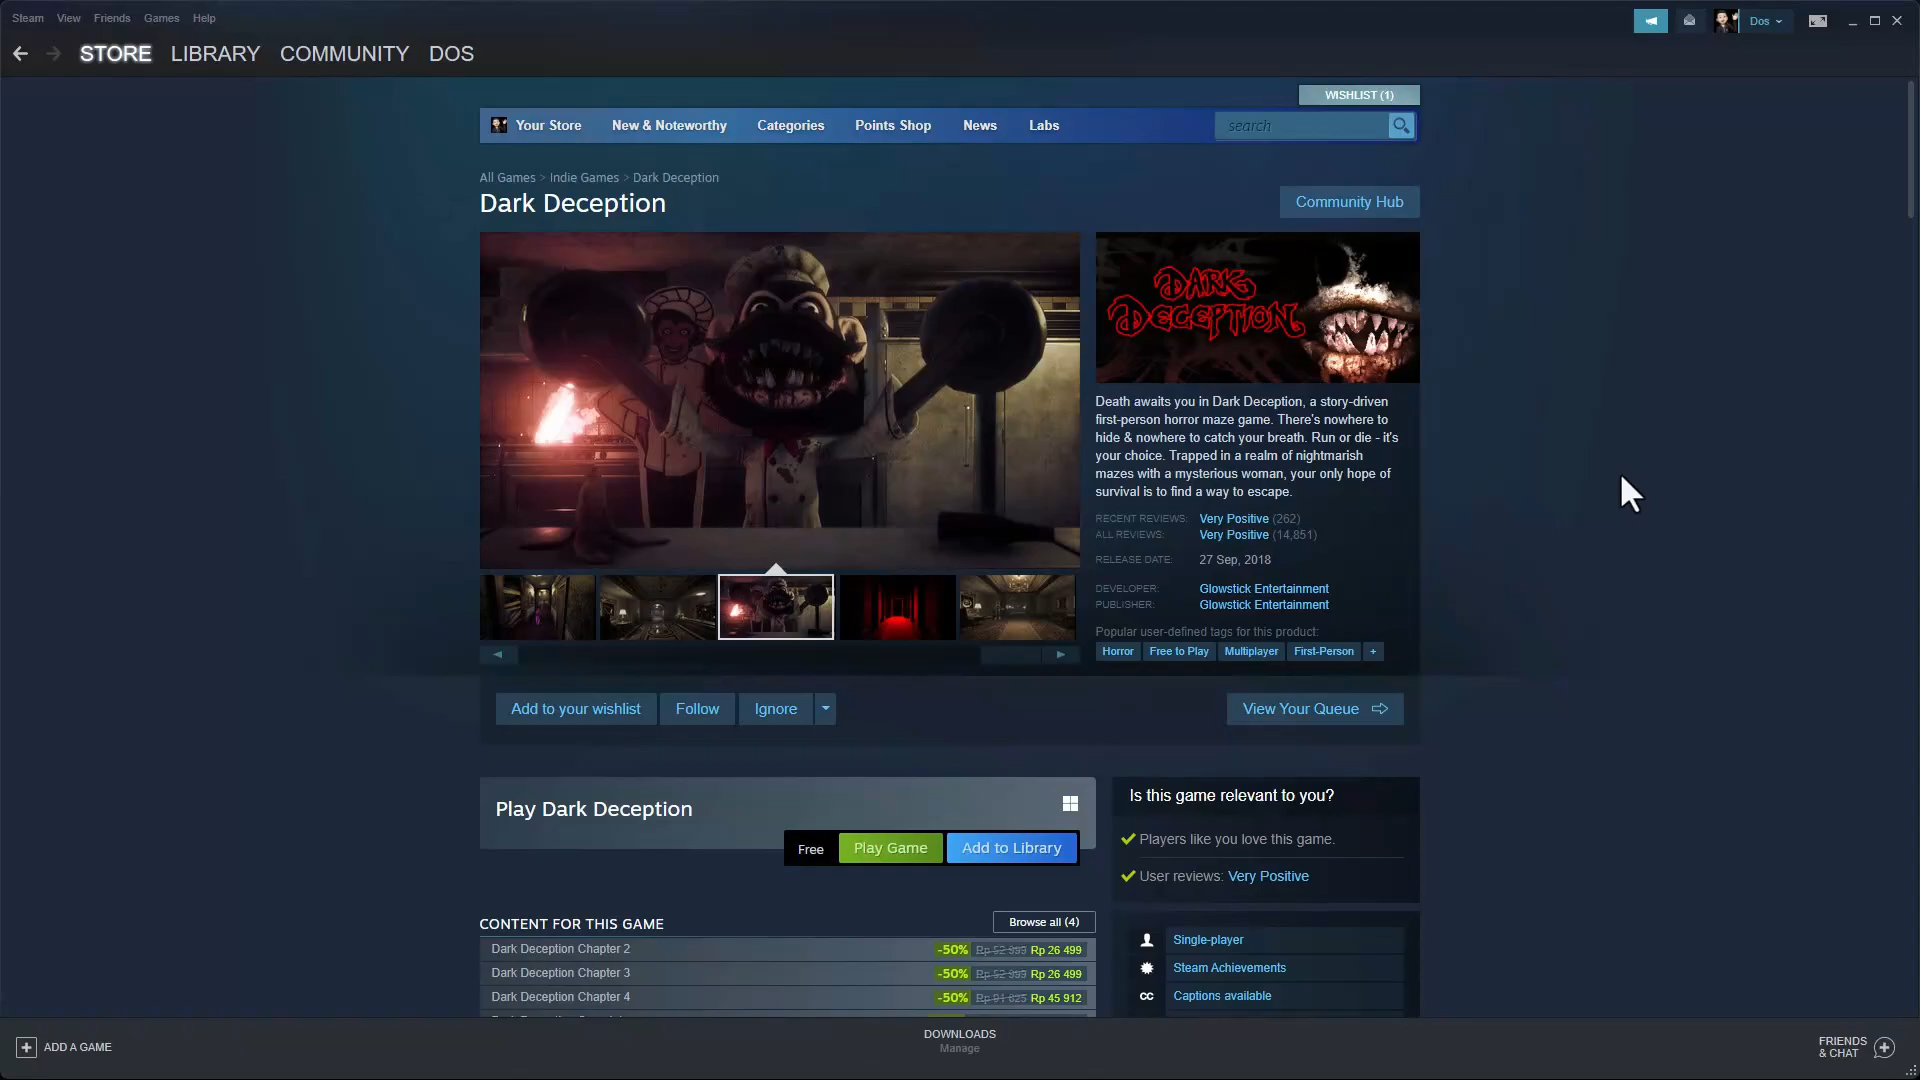 Steam View Friends Games Help
Dos
STORE LIBRARY COMMUNITY DOS
WISHLIST (1)
Your Store New & Noteworthy Categories Points Shop News Labs search
All Games > Indie Games > Dark Deception
Dark Deception
Community Hub
DARK DECEPTION
Death awaits you in Dark Deception, a story-driven
first-person horror maze game. There's nowhere to
hide & nowhere to catch your breath. Run or die - it's
your choice. Trapped in a realm of nightmarish
mazes with a mysterious woman, your only hope of
survival is to find a way to escape.
RECENT REVIEWS: Very Positive (262)
ALL REVIEWS: Very Positive (14,851)
RELEASE DATE: 27 Sep, 2018
DEVELOPER: Glowstick Entertainment
PUBLISHER: Glowstick Entertainment
Popular user-defined tags for this product:
Horror Free to Play Multiplayer First-Person +
Add to your wishlist Follow Ignore View Your Queue
Play Dark Deception
Free Play Game Add to Library
Is this game relevant to you?
Players like you love this game.
User reviews: Very Positive
CONTENT FOR THIS GAME Browse all (4)
Dark Deception Chapter 2 -50% Rp 52 999 Rp 26 499
Dark Deception Chapter 3 -50% Rp 52 999 Rp 26 499
Dark Deception Chapter 4 -50% Rp 91 825 Rp 45 912
Single-player
Steam Achievements
CC Captions available
ADD A GAME
DOWNLOADS
Manage
FRIENDS
& CHAT